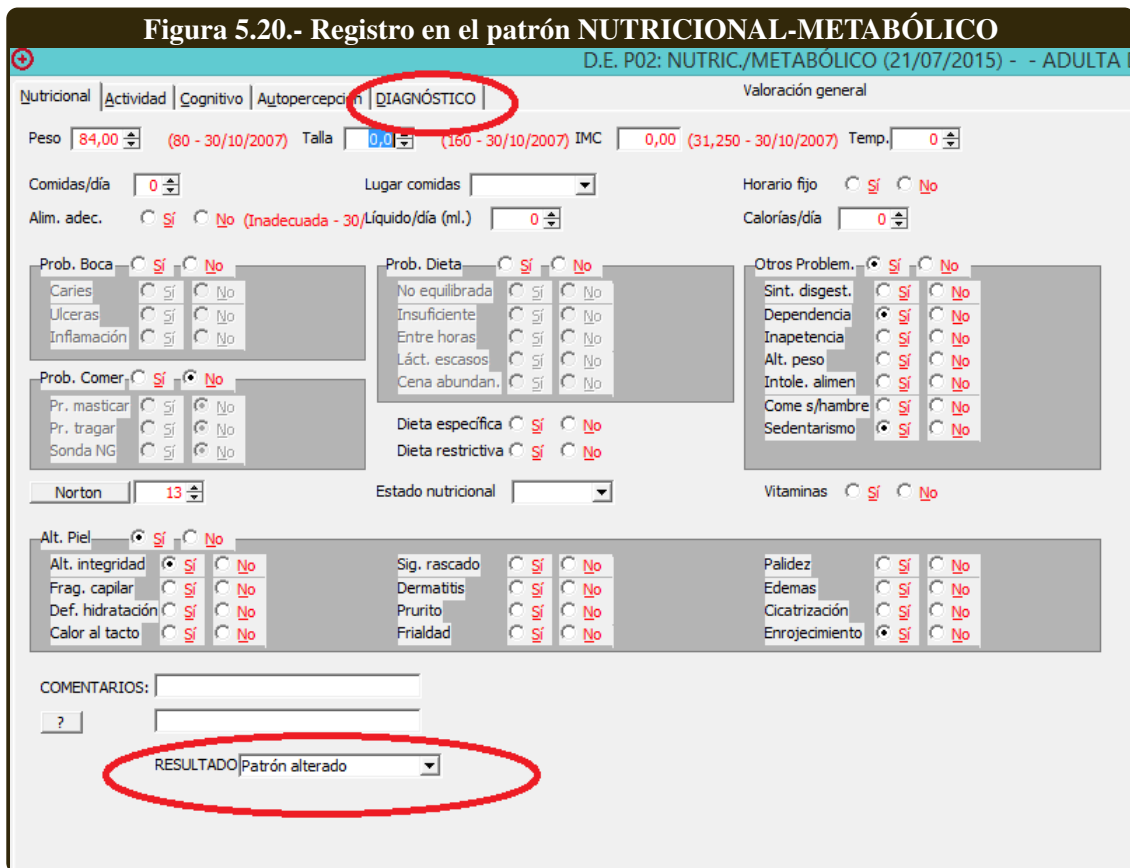 Figura 5.20.- Registro en el patrón NUTRICIONAL-METABÓLICO
D.E. P02: NUTRIC./METABÓLICO (21/07/2015) - - ADULTA
Nutricional Actividad Cognitivo Autopercepción DIAGNÓSTICO Valoración general
Peso 84,00 (80 - 30/10/2007) Talla 0,0 (160 - 30/10/2007) IMC 0,00 (31,250 - 30/10/2007) Temp. 0
Comidas/día 0 Lugar comidas Horario fijo Sí No
Alim. adec. Sí No (Inadecuada - 30/ Líquido/día (ml.) 0 Calorías/día 0
Prob. Boca Sí No Prob. Dieta Sí No Otros Problem. Sí No
Caries Sí No No equilibrada Sí No Sint. disgest. Sí No
Ulceras Sí No Insuficiente Sí No Dependencia Sí No
Inflamación Sí No Entre horas Sí No Inapetencia Sí No
Láct. escasos Sí No Alt. peso Sí No
Prob. Comer Sí No Cena abundan. Sí No Intole. alimen Sí No
Pr. masticar Sí No Come s/hambre Sí No
Pr. tragar Sí No Dieta específica Sí No Sedentarismo Sí No
Sonda NG Sí No Dieta restrictiva Sí No
Norton 13 Estado nutricional Vitaminas Sí No
Alt. Piel Sí No
Alt. integridad Sí No Sig. rascado Sí No Palidez Sí No
Frag. capilar Sí No Dermatitis Sí No Edemas Sí No
Def. hidratación Sí No Prurito Sí No Cicatrización Sí No
Calor al tacto Sí No Frialdad Sí No Enrojecimiento Sí No
COMENTARIOS:
?
RESULTADO Patrón alterado